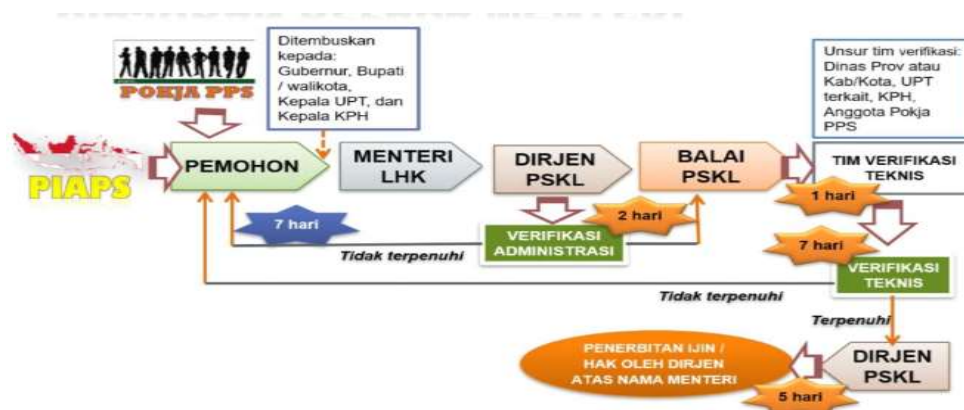 Ditembuskan
kepada:
Gubernur, Bupati
/ walikota,
Kepala UPT, dan
Kepala KPH
Unsur tim verifikasi:
Dinas Prov atau
Kab/Kota, UPT
terkait, KPH,
Anggota Pokja
PPS
POKJA PPS
PIAPS
PEMOHON
MENTERI
LHK
DIRJEN
PSKL
BALAI
PSKL
TIM VERIFIKASI
TEKNIS
1 hari
7 hari
2 hari
VERIFIKASI
ADMINISTRASI
Tidak terpenuhi
7 hari
VERIFIKASI
TEKNIS
Tidak terpenuhi
Terpenuhi
PENERBITAN IJIN /
HAK OLEH DIRJEN
ATAS NAMA MENTERI
DIRJEN
PSKL
5 hari